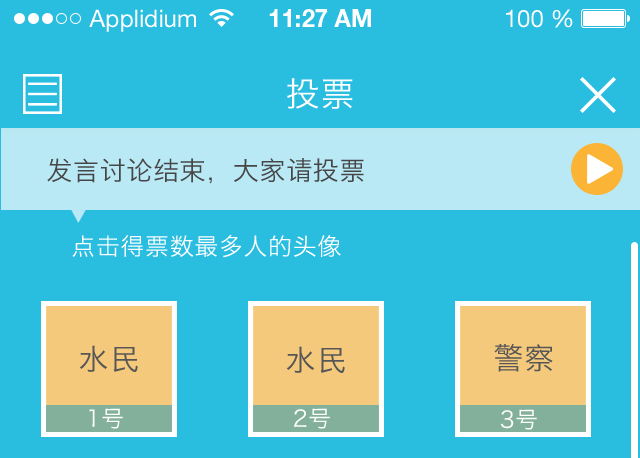 Applidium 11:27 AM 100 %
投票
发言讨论结束，大家请投票
点击得票数最多人的头像
水民 水民 警察
1号 2号 3号